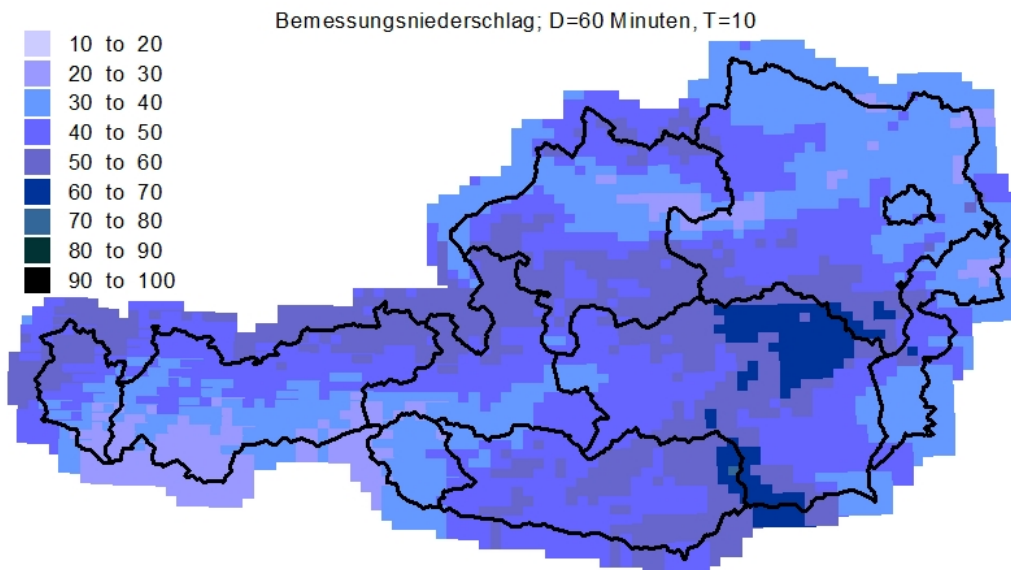 Bemessungsniederschlag; D=60 Minuten, T=10
10 to 20
20 to 30
30 to 40
40 to 50
50 to 60
60 to 70
70 to 80
80 to 90
90 to 100